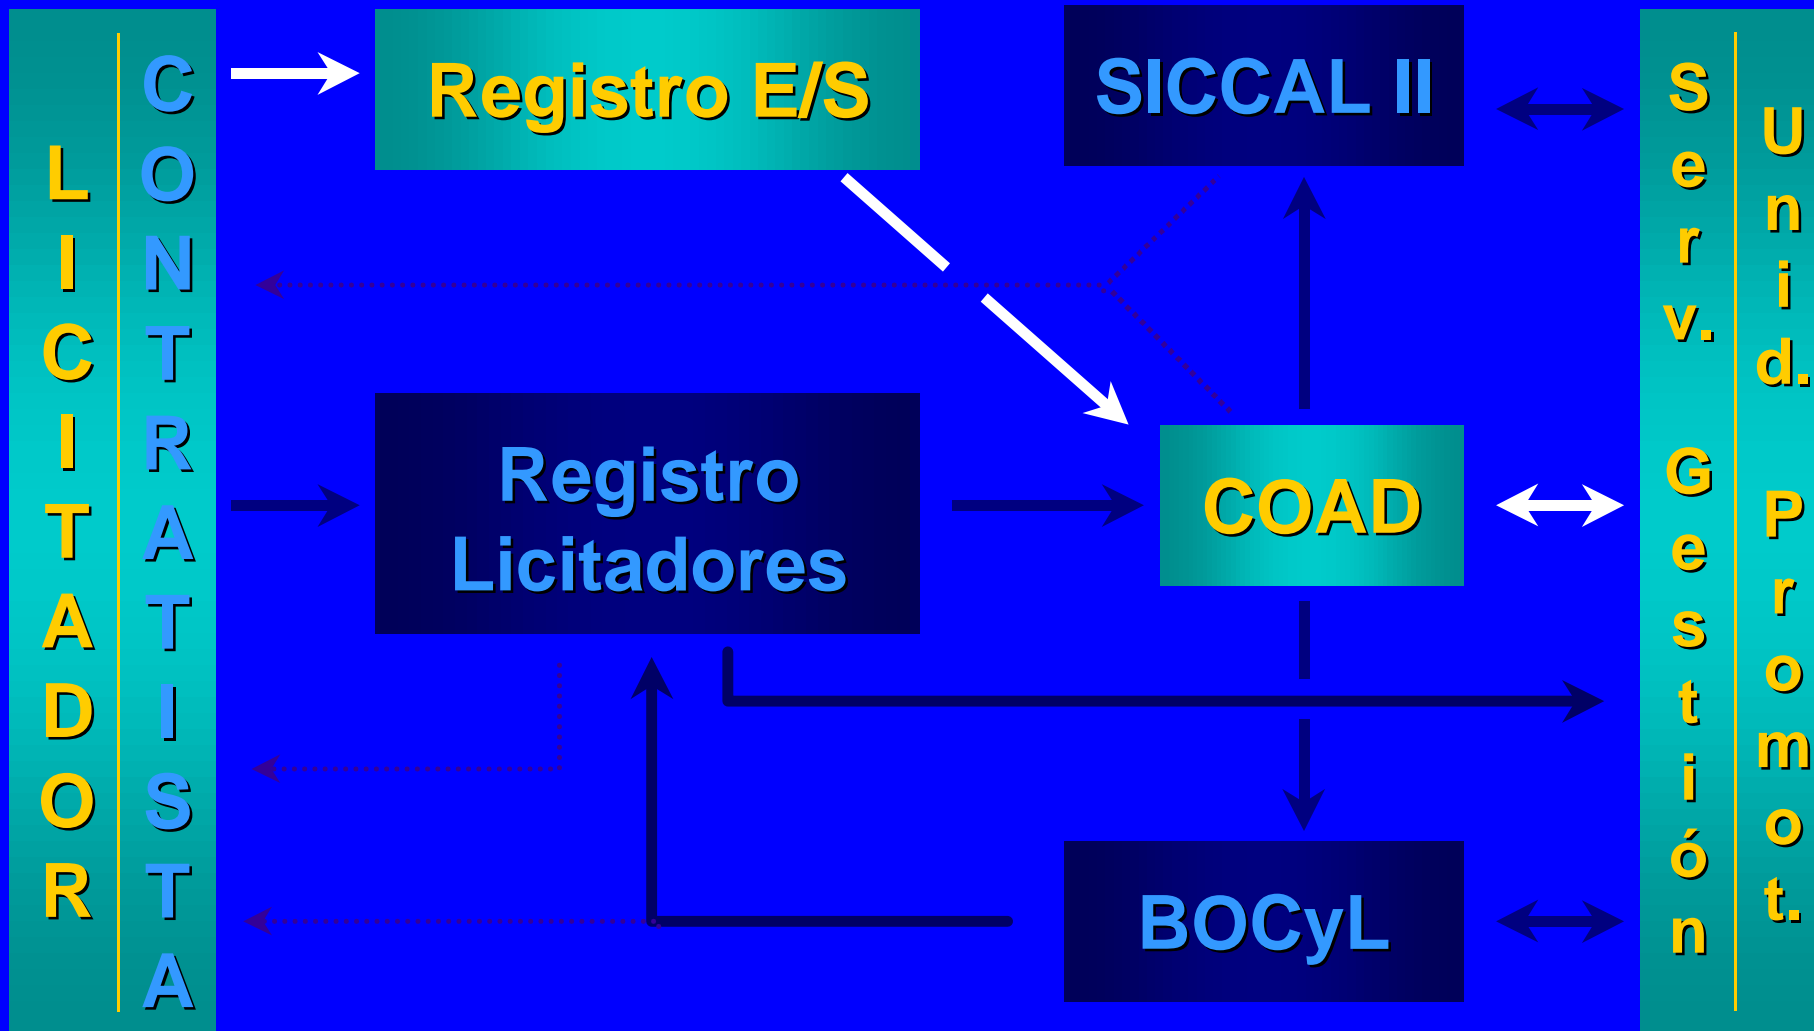 LICITADOR
CONTRATISTA
Registro E/S
SICCAL II
Registro
Licitadores
COAD
BOCyL
Serv. Gestión
Unid. Promot.